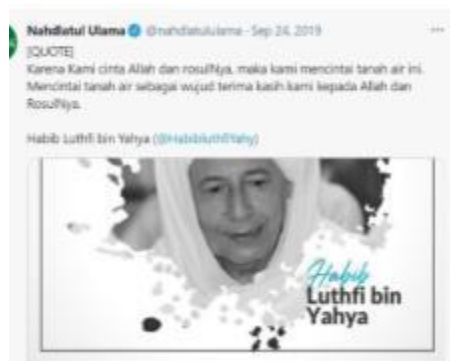 Nahdlatul Ulama @nahdlatululama · Sep 24, 2019
[QUOTE]
Karena Kami cinta Allah dan rosulNya, maka kami mencintai tanah air ini.
Mencintai tanah air sebagai wujud terima kasih kami kepada Allah dan
RosulNya.
Habib Luthfi bin Yahya (@HabibluthfiYahy)
Habib
Luthfi bin
Yahya